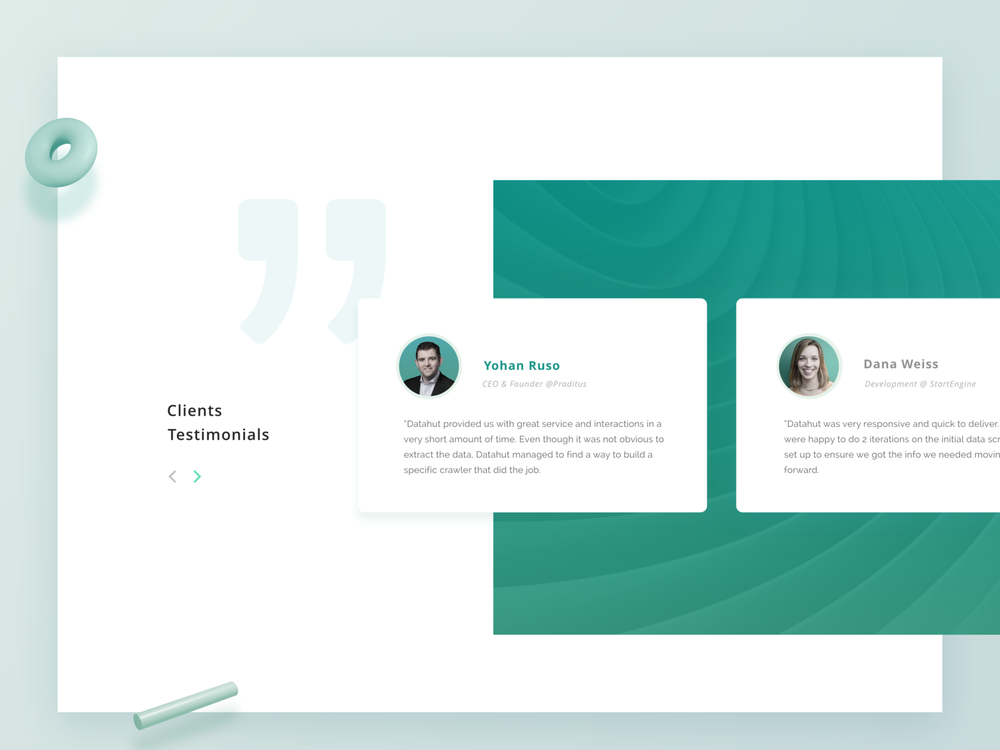 Clients
Testimonials
Yohan Ruso
CEO & Founder @Praditus
"Datahut provided us with great service and interactions in a
very short amount of time. Even though it was not obvious to
extract the data, Datahut managed to find a way to build a
specific crawler that did the job.
Dana Weiss
Development @ StartEngine
"Datahut was very responsive and quick to deliver.
were happy to do 2 iterations on the initial data scr
set up to ensure we got the info we needed movin
forward.